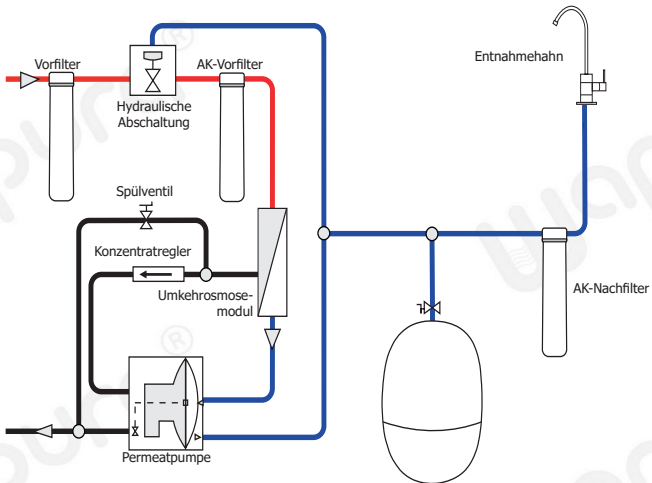 Entnahmehahn
Vorfilter
AK-Vorfilter
Hydraulische
Abschaltung
Spülventil
Konzentratregler
Umkehrosmose-
modul
AK-Nachfilter
Permeatpumpe